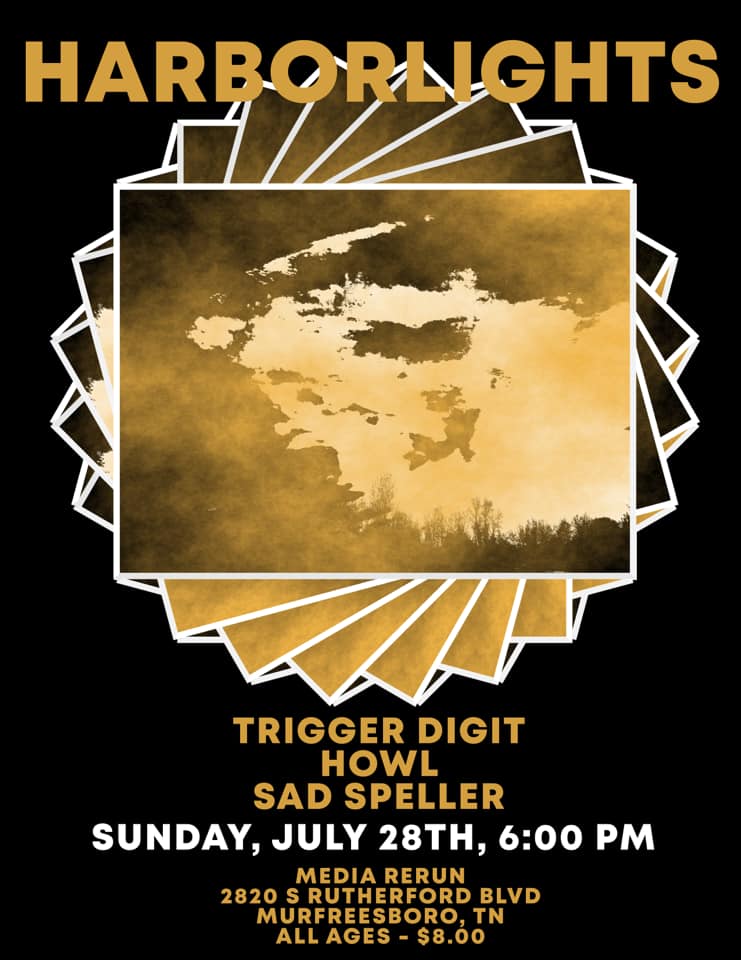 HARBORLIGHTS
TRIGGER DIGIT
HOWL
SAD SPELLER
SUNDAY, JULY 28TH, 6:00 PM
MEDIA RERUN
2820 S RUTHERFORD BLVD
MURFREESBORO, TN
ALL AGES - $8.00